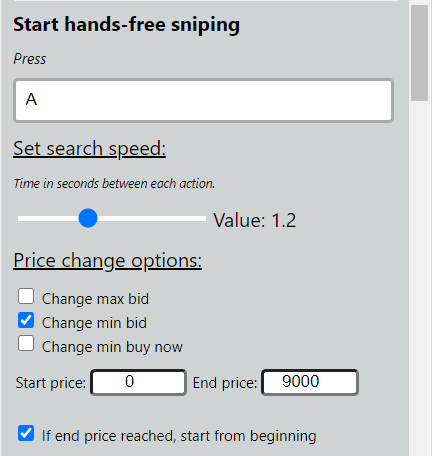 Start hands-free sniping
Press
A
Set search speed:
Time in seconds between each action.
Value: 1.2
Price change options:
Change max bid
Change min bid
Change min buy now
Start price: 0 End price: 9000
If end price reached, start from beginning